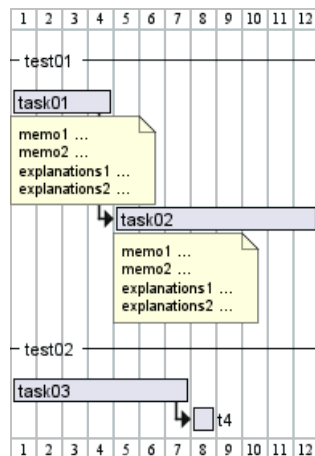 1 2 3 4 5 6 7 8 9 10 11 12
test01
task01
memo1 ...
memo2 ...
explanations1 ...
explanations2 ...
task02
memo1 ...
memo2 ...
explanations1 ...
explanations2 ...
test02
task03
t4
1 2 3 4 5 6 7 8 9 10 11 12